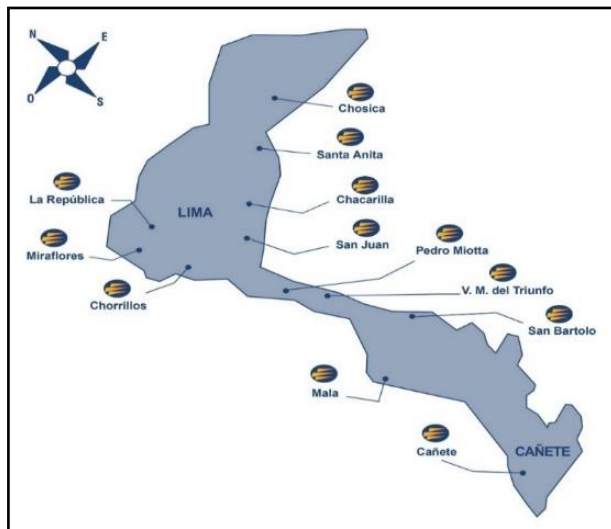 N
E
O
S
Chosica
Santa Anita
La República
LIMA
Chacarilla
Miraflores
San Juan
Pedro Miotta
Chorrillos
V. M. del Triunfo
San Bartolo
Mala
Cañete
CAÑETE